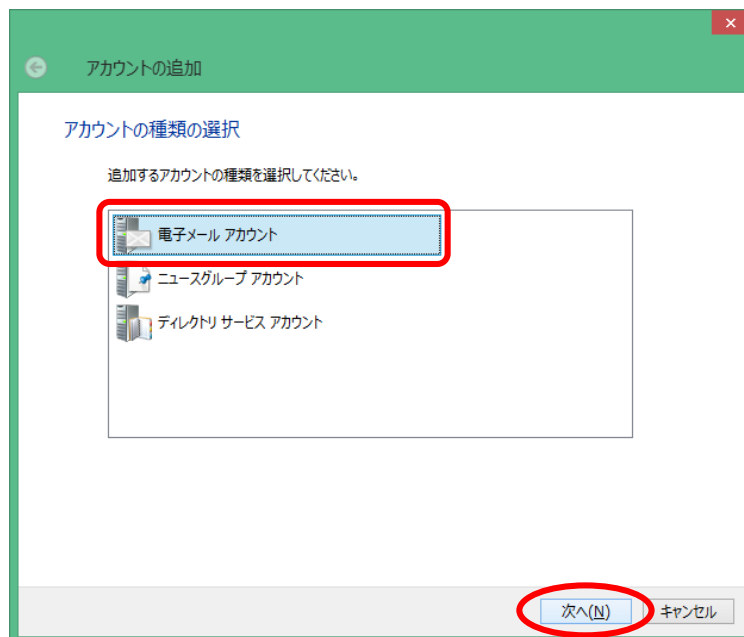 アカウントの追加
アカウントの種類の選択
追加するアカウントの種類を選択してください。
電子メール アカウント
ニュースグループ アカウント
ディレクトリ サービス アカウント
次へ(N) キャンセル